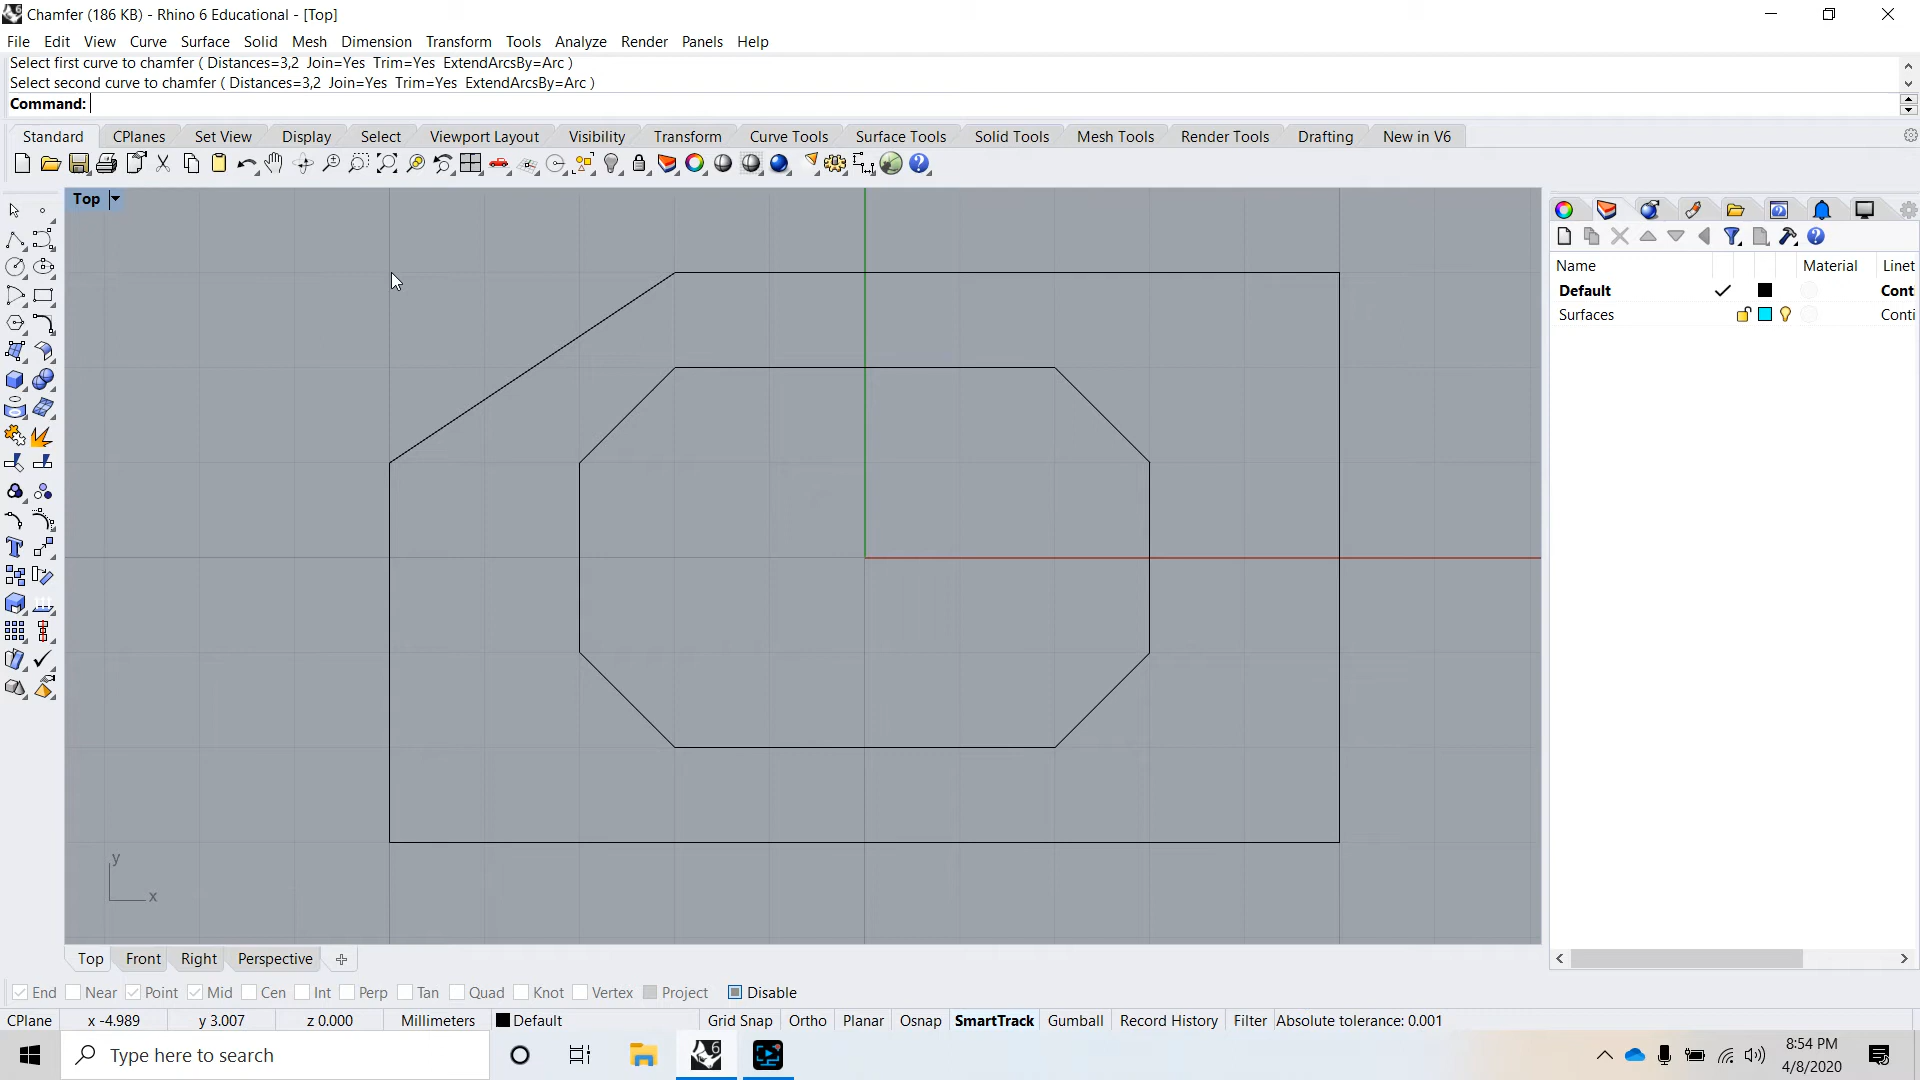 Chamfer (186 KB) - Rhino 6 Educational - [Top]
File Edit View Curve Surface Solid Mesh Dimension Transform Tools Analyze Render Panels Help
Select first curve to chamfer ( Distances=3,2 Join=Yes Trim=Yes ExtendArcsBy=Arc )
Select second curve to chamfer ( Distances=3,2 Join=Yes Trim=Yes ExtendArcsBy=Arc )
Command:
Standard CPlanes Set View Display Select Viewport Layout Visibility Transform Curve Tools Surface Tools Solid Tools Mesh Tools Render Tools Drafting New in V6
Top
Name Material Linet
Default Cont
Surfaces Conti
y
x
Top Front Right Perspective
End Near Point Mid Cen Int Perp Tan Quad Knot Vertex Project Disable
CPlane x -4.989 y 3.007 z 0.000 Millimeters Default Grid Snap Ortho Planar Osnap SmartTrack Gumball Record History Filter Absolute tolerance: 0.001
Type here to search
8:54 PM
4/8/2020